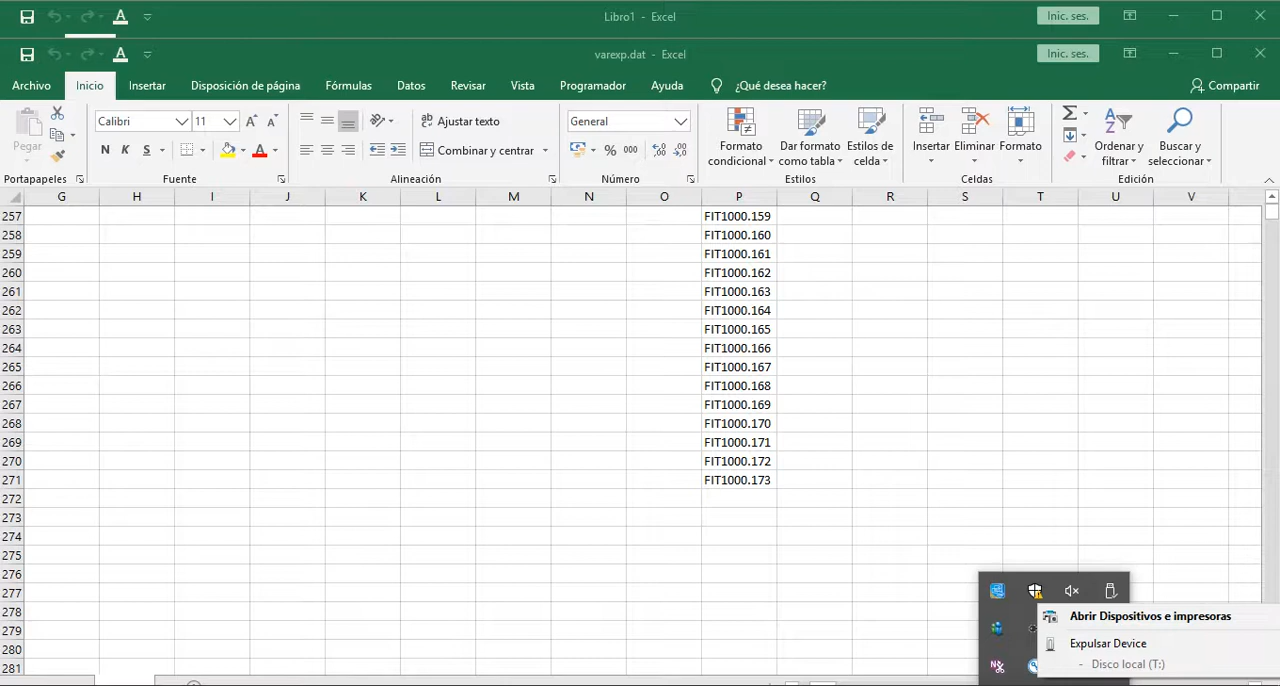 Libro1 - Excel
Inic. ses.
varexp.dat - Excel
Inic. ses.
Archivo
Inicio
Insertar
Disposición de página
Fórmulas
Datos
Revisar
Vista
Programador
Ayuda
¿Qué desea hacer?
Compartir
Pegar
Portapapeles
Calibri
11
N K S
Fuente
Ajustar texto
Combinar y centrar
Alineación
General
% 000
Número
Formato condicional
Dar formato como tabla
Estilos de celda
Estilos
Insertar
Eliminar
Formato
Celdas
Ordenar y filtrar
Buscar y seleccionar
Edición
G H I J K L M N O P Q R S T U V
257 FIT1000.159
258 FIT1000.160
259 FIT1000.161
260 FIT1000.162
261 FIT1000.163
262 FIT1000.164
263 FIT1000.165
264 FIT1000.166
265 FIT1000.167
266 FIT1000.168
267 FIT1000.169
268 FIT1000.170
269 FIT1000.171
270 FIT1000.172
271 FIT1000.173
272
273
274
275
276
277
278
279
280
281
Abrir Dispositivos e impresoras
Expulsar Device
- Disco local (T:)